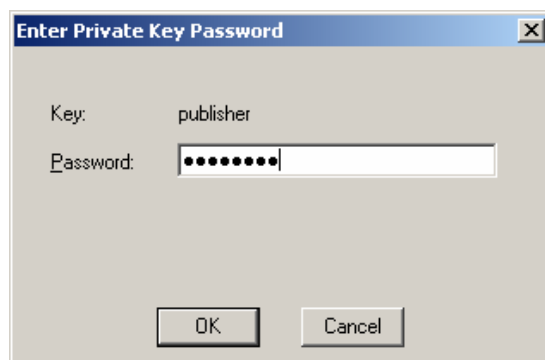 Enter Private Key Password
Key: publisher
Password: ●●●●●●●●
OK Cancel